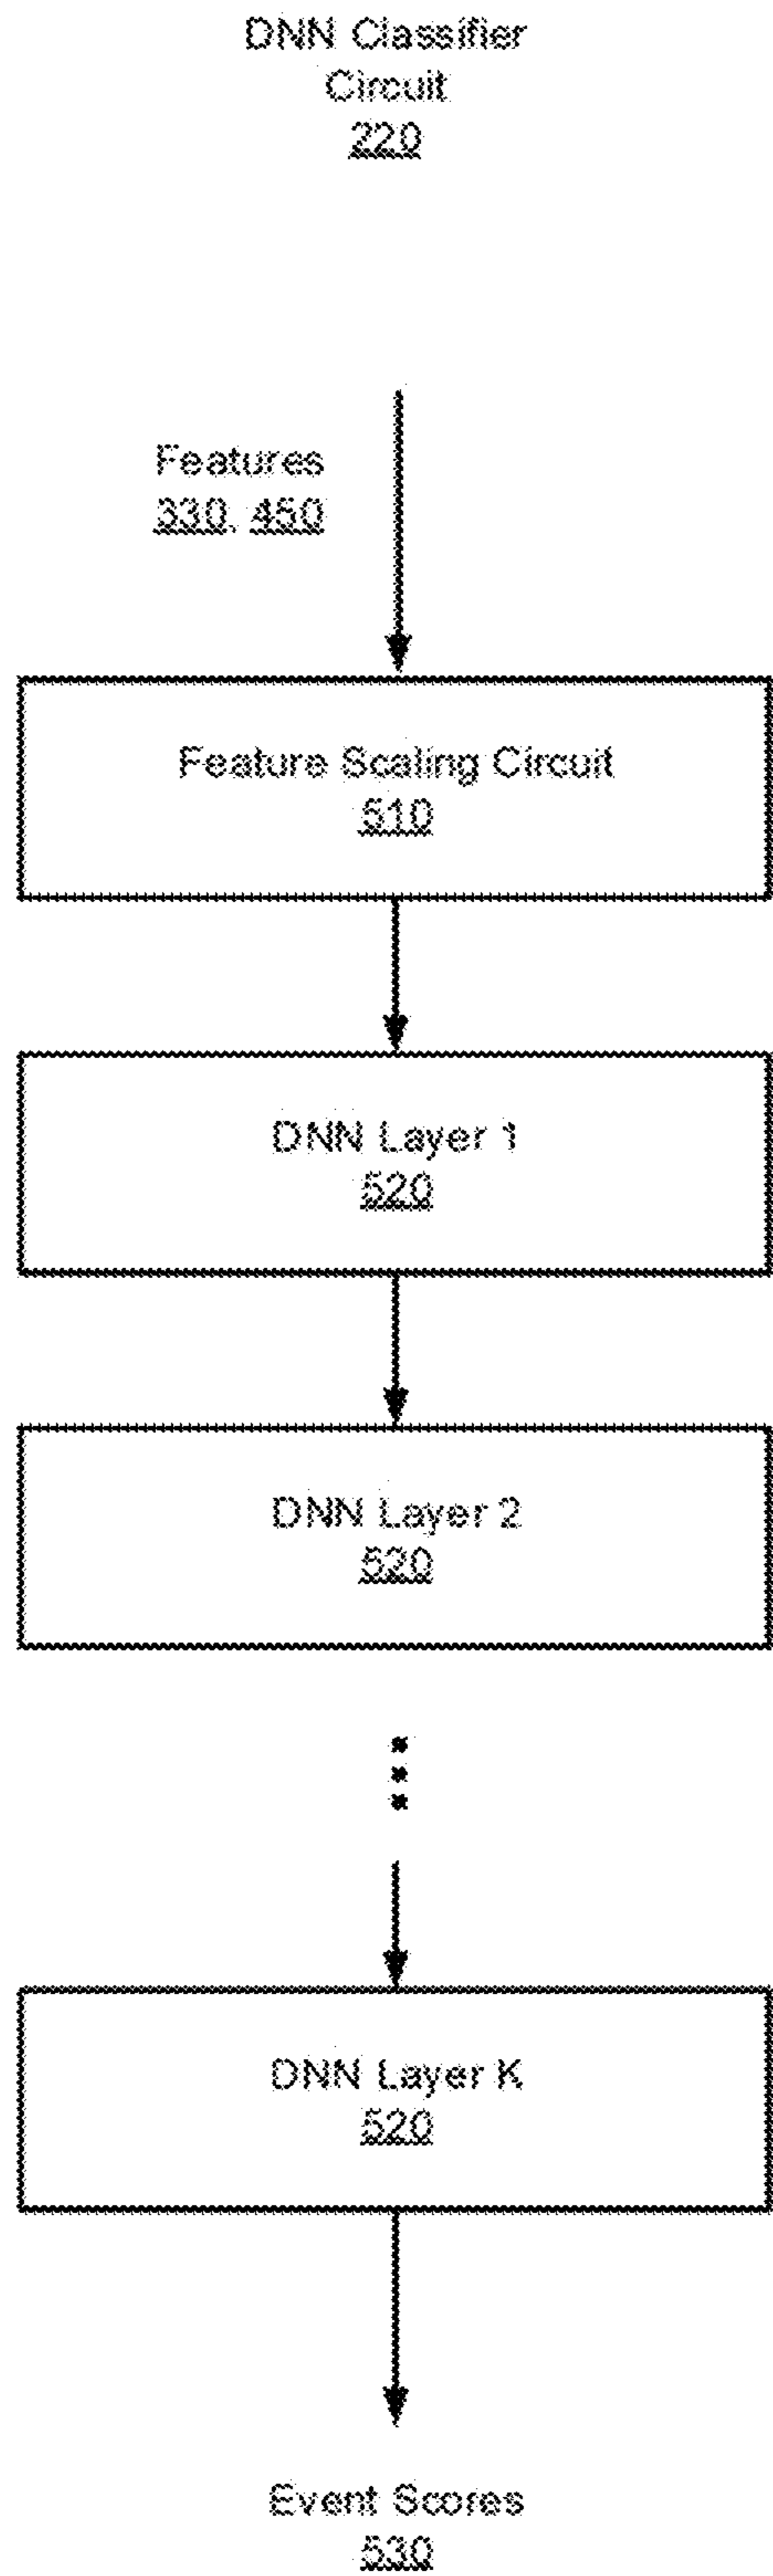 DNN Classifier
Circuit
220
Features
330, 450
Feature Scaling Circuit
510
DNN Layer 1
520
DNN Layer 2
520
DNN Layer K
520
Event Scores
530